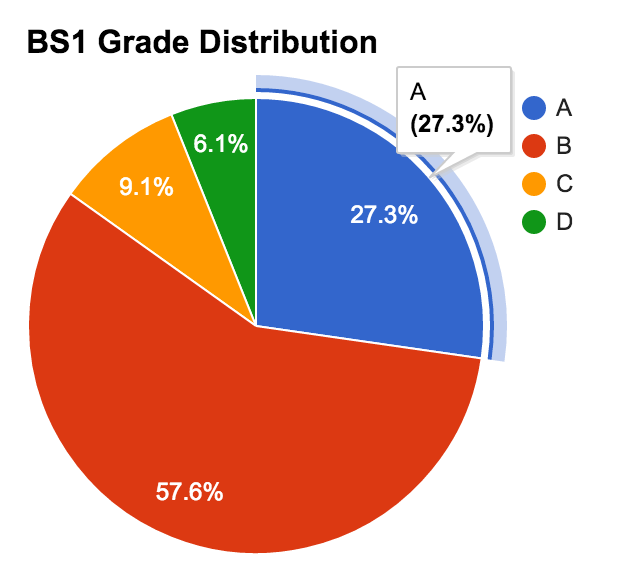 BS1 Grade Distribution
A
(27.3%)
A
B
C
D
6.1%
9.1%
27.3%
57.6%